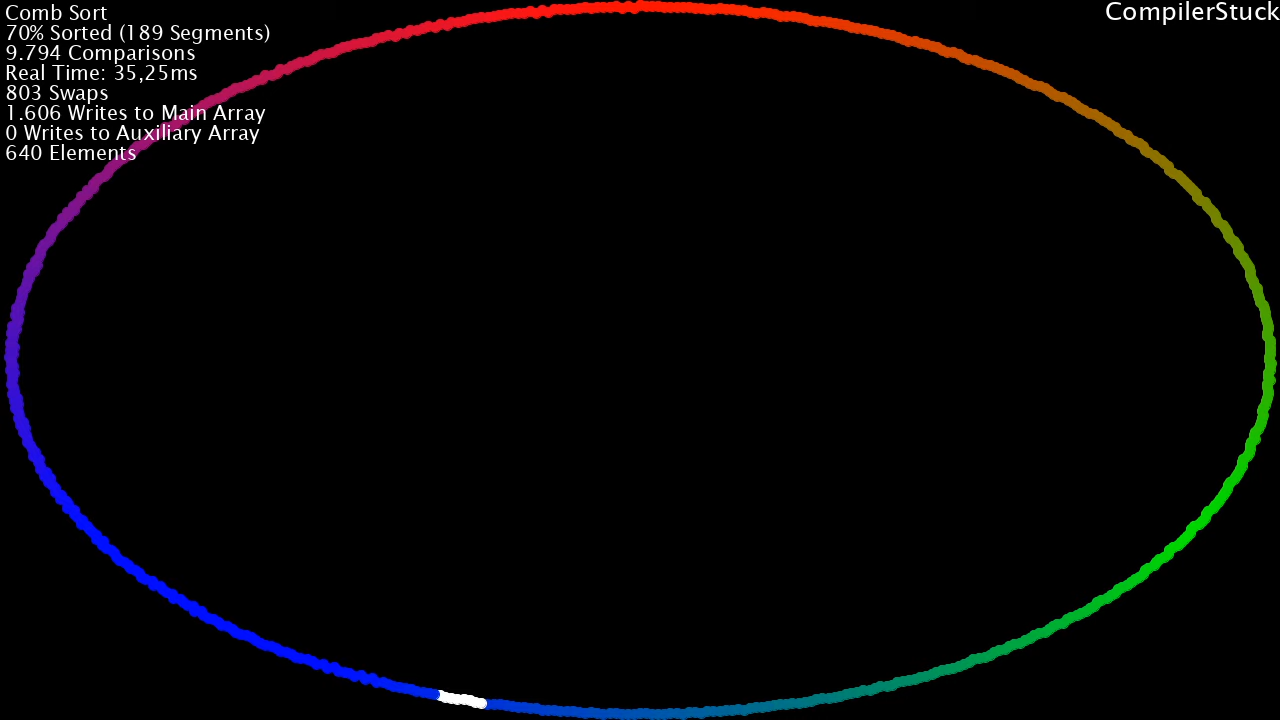 Comb Sort
70% Sorted (189 Segments)
9.794 Comparisons
Real Time: 35,25ms
803 Swaps
1.606 Writes to Main Array
0 Writes to Auxiliary Array
640 Elements
CompilerStuck